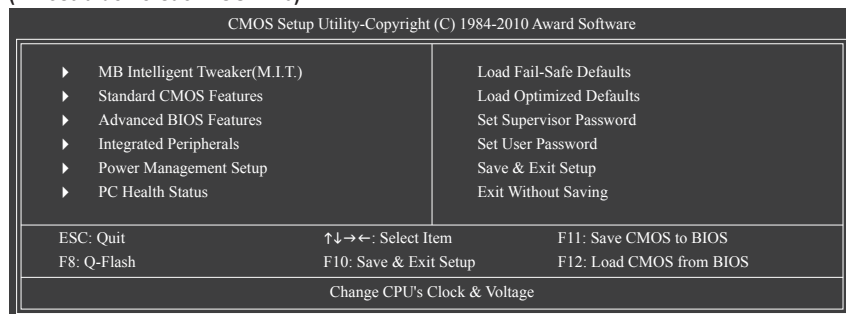 CMOS Setup Utility-Copyright (C) 1984-2010 Award Software
MB Intelligent Tweaker(M.I.T.)
Standard CMOS Features
Advanced BIOS Features
Integrated Peripherals
Power Management Setup
PC Health Status
Load Fail-Safe Defaults
Load Optimized Defaults
Set Supervisor Password
Set User Password
Save & Exit Setup
Exit Without Saving
ESC: Quit ↑↓→←: Select Item F11: Save CMOS to BIOS
F8: Q-Flash F10: Save & Exit Setup F12: Load CMOS from BIOS
Change CPU's Clock & Voltage